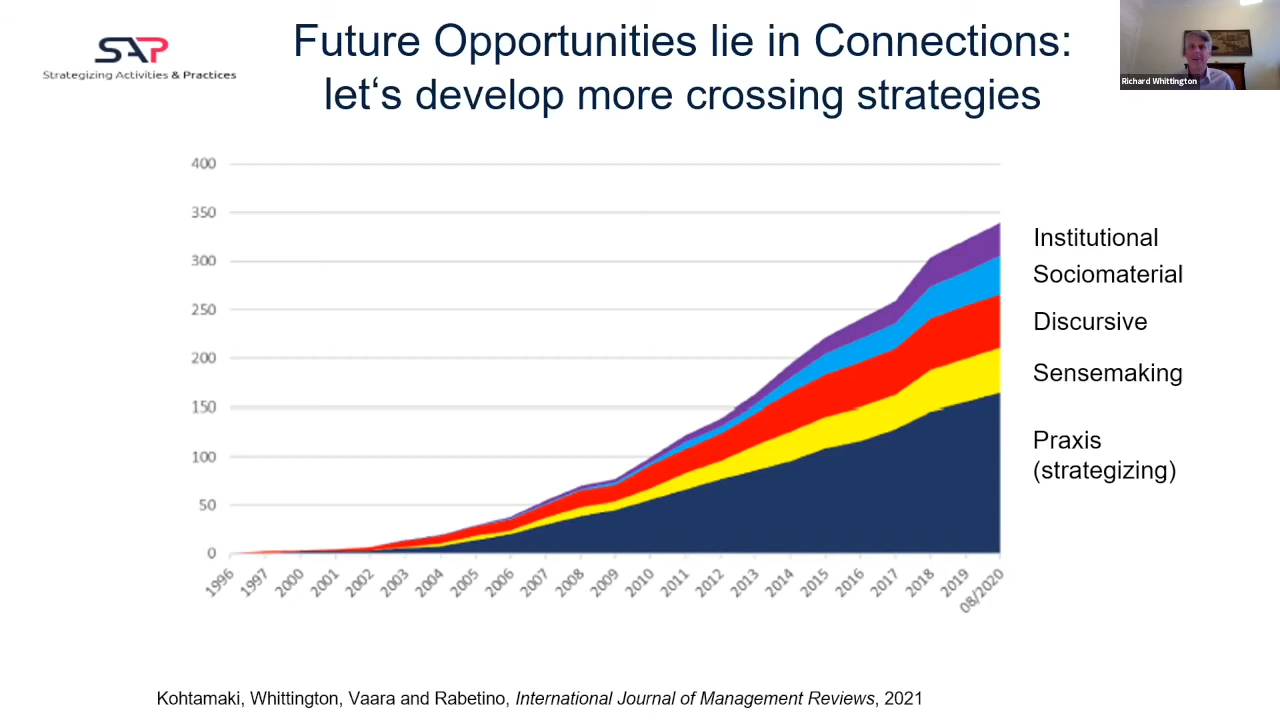 SAP
Strategizing Activities & Practices
Future Opportunities lie in Connections:
let‘s develop more crossing strategies
Richard Whittington
400
350
300
250
200
150
100
50
0
1996
1997
2000
2001
2002
2003
2004
2005
2006
2007
2008
2009
2010
2011
2012
2013
2014
2015
2016
2017
2018
2019
08/2020
Institutional
Sociomaterial
Discursive
Sensemaking
Praxis
(strategizing)
Kohtamaki, Whittington, Vaara and Rabetino, International Journal of Management Reviews, 2021